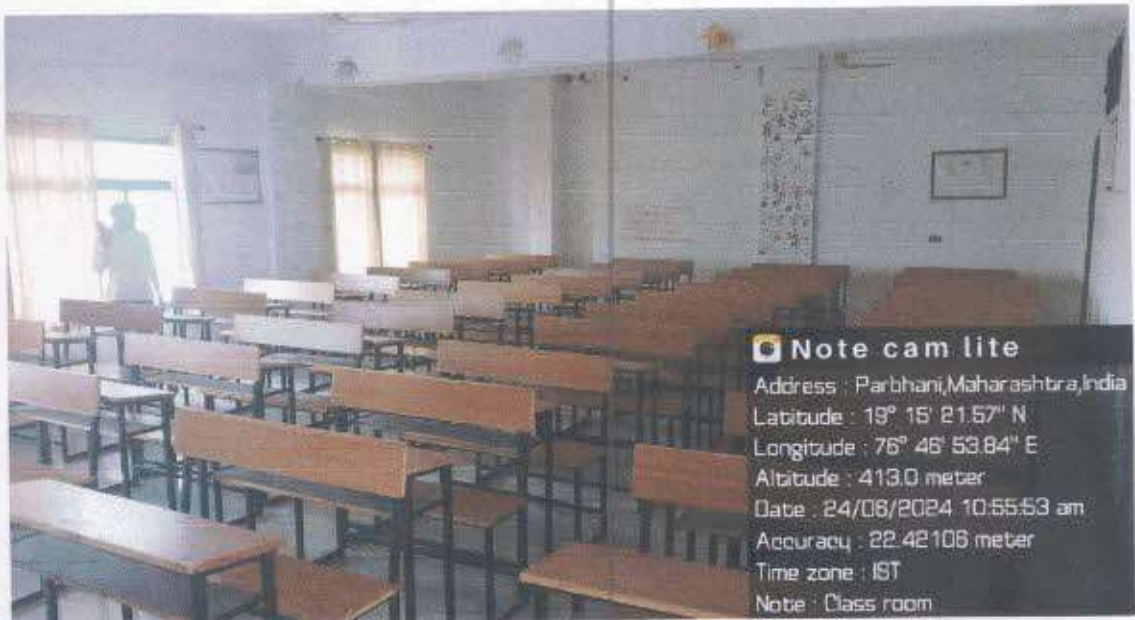 Note cam lite
Address : Parbhani,Maharashtra,India
Latitude : 19° 15' 21.57" N
Longitude : 76° 46' 53.84" E
Altitude : 413.0 meter
Date : 24/06/2024 10:55:53 am
Accuracy : 22.42106 meter
Time zone : IST
Note : Class room